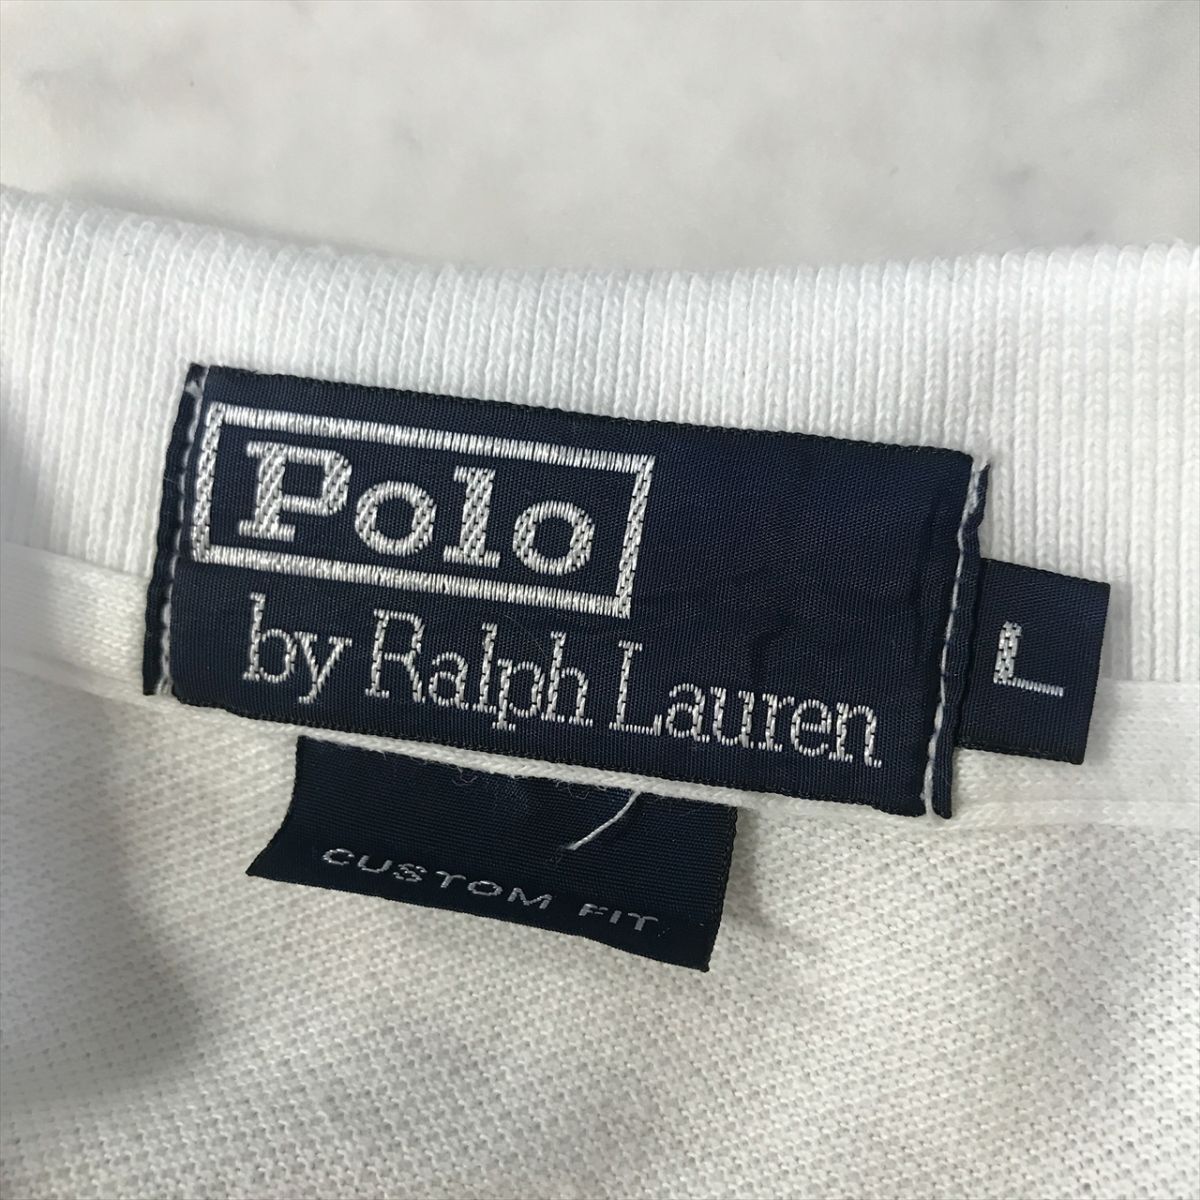 Polo
by Ralph Lauren
L
CUSTOM FIT